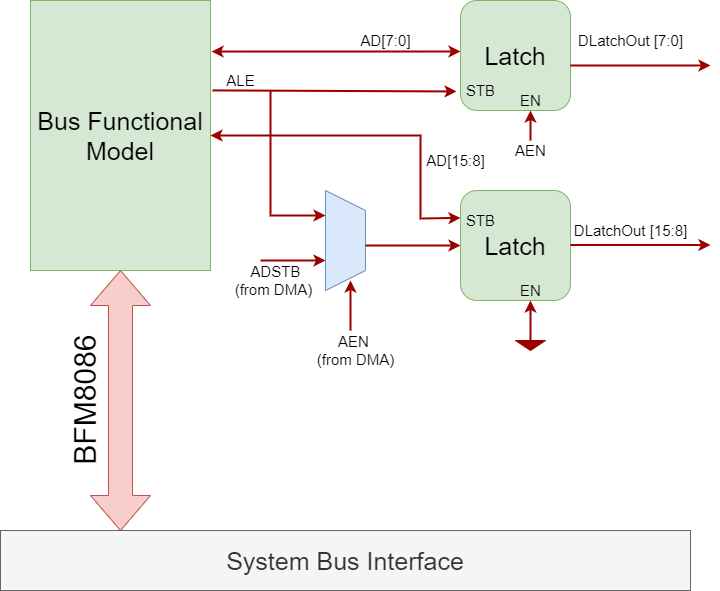 AD[7:0]
DLatchOut [7:0]
Latch
ALE
STB
EN
Bus Functional
Model
AEN
AD[15:8]
STB
DLatchOut [15:8]
Latch
ADSTB
(from DMA)
EN
AEN
(from DMA)
BFM8086
System Bus Interface